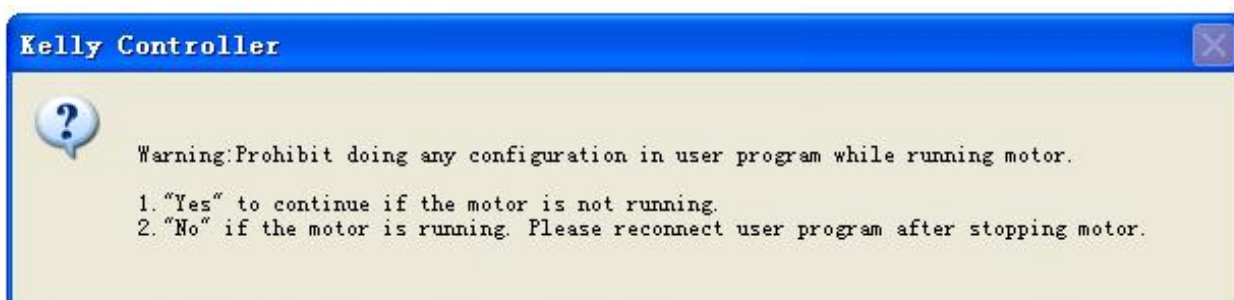 Kelly Controller
?
Warning:Prohibit doing any configuration in user program while running motor.
1."Yes" to continue if the motor is not running.
2."No" if the motor is running. Please reconnect user program after stopping motor.